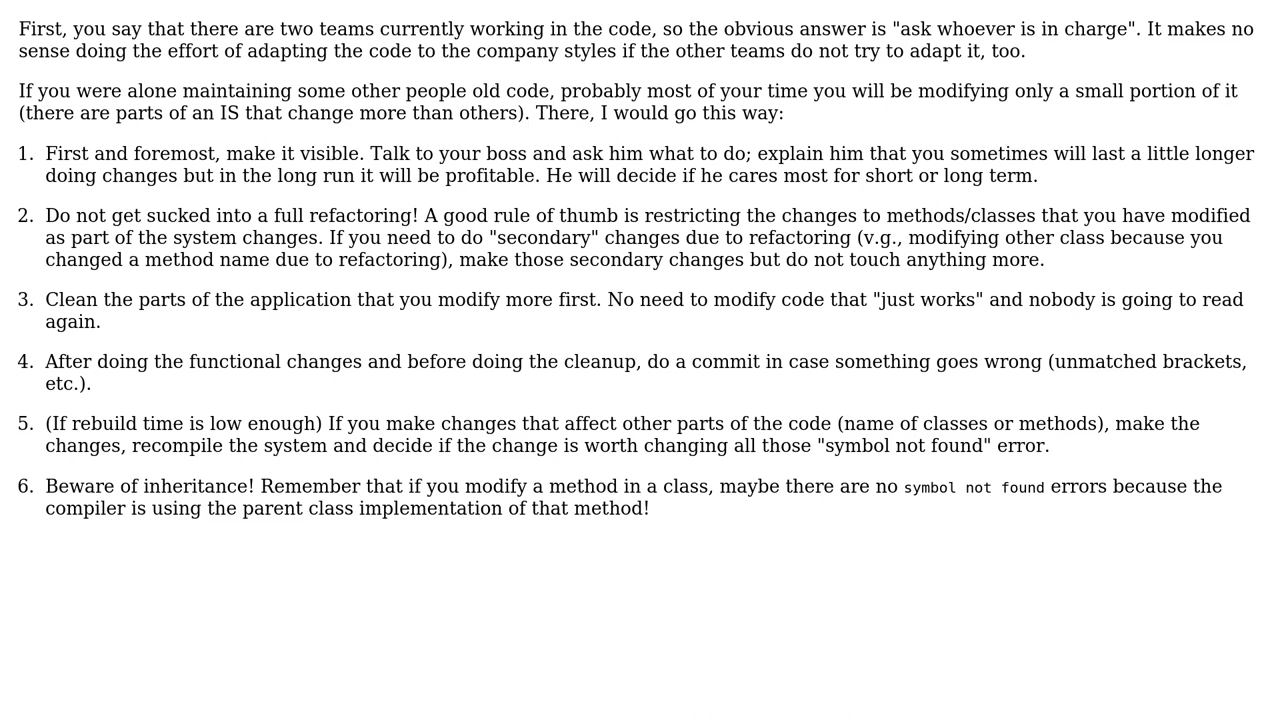 First, you say that there are two teams currently working in the code, so the obvious answer is "ask whoever is in charge". It makes no
sense doing the effort of adapting the code to the company styles if the other teams do not try to adapt it, too.
If you were alone maintaining some other people old code, probably most of your time you will be modifying only a small portion of it
(there are parts of an IS that change more than others). There, I would go this way:
1. First and foremost, make it visible. Talk to your boss and ask him what to do; explain him that you sometimes will last a little longer
doing changes but in the long run it will be profitable. He will decide if he cares most for short or long term.
2. Do not get sucked into a full refactoring! A good rule of thumb is restricting the changes to methods/classes that you have modified
as part of the system changes. If you need to do "secondary" changes due to refactoring (v.g., modifying other class because you
changed a method name due to refactoring), make those secondary changes but do not touch anything more.
3. Clean the parts of the application that you modify more first. No need to modify code that "just works" and nobody is going to read
again.
4. After doing the functional changes and before doing the cleanup, do a commit in case something goes wrong (unmatched brackets,
etc.).
5. (If rebuild time is low enough) If you make changes that affect other parts of the code (name of classes or methods), make the
changes, recompile the system and decide if the change is worth changing all those "symbol not found" error.
6. Beware of inheritance! Remember that if you modify a method in a class, maybe there are no symbol not found errors because the
compiler is using the parent class implementation of that method!